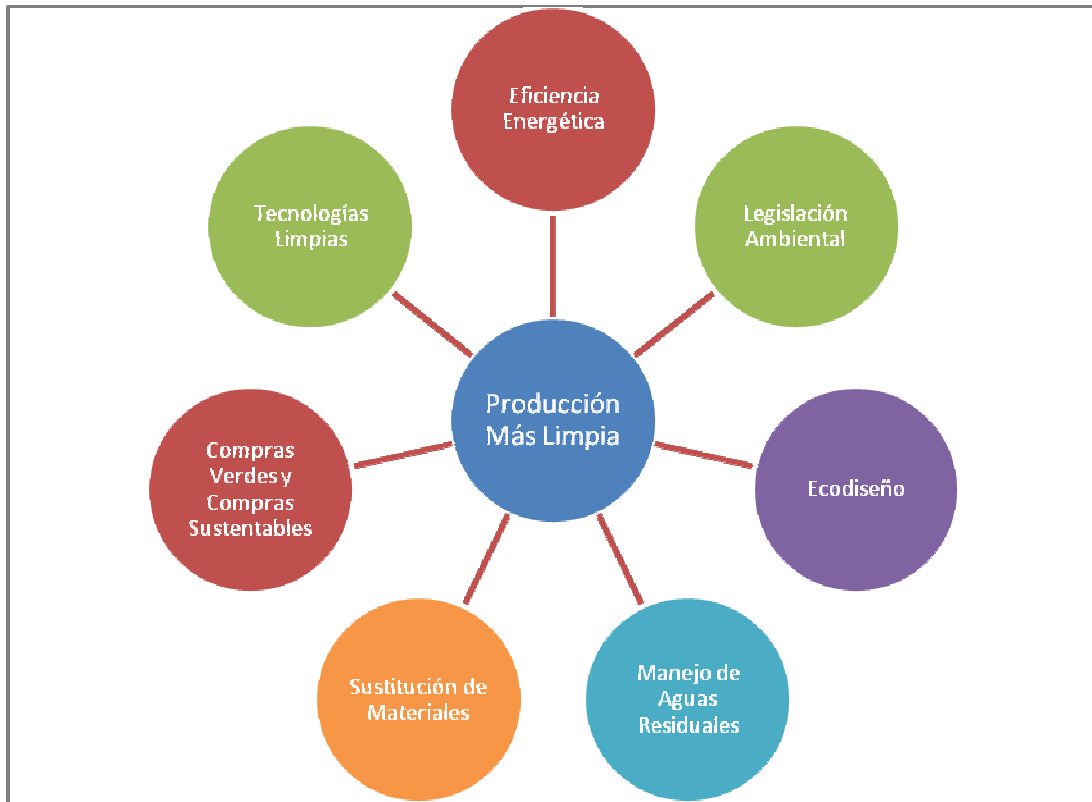 Eficiencia
Energética
Legislación
Ambiental
Ecodiseño
Manejo de
Aguas
Residuales
Sustitución de
Materiales
Compras
Verdes y
Compras
Sustentables
Tecnologías
Limpias
Producción
Más Limpia